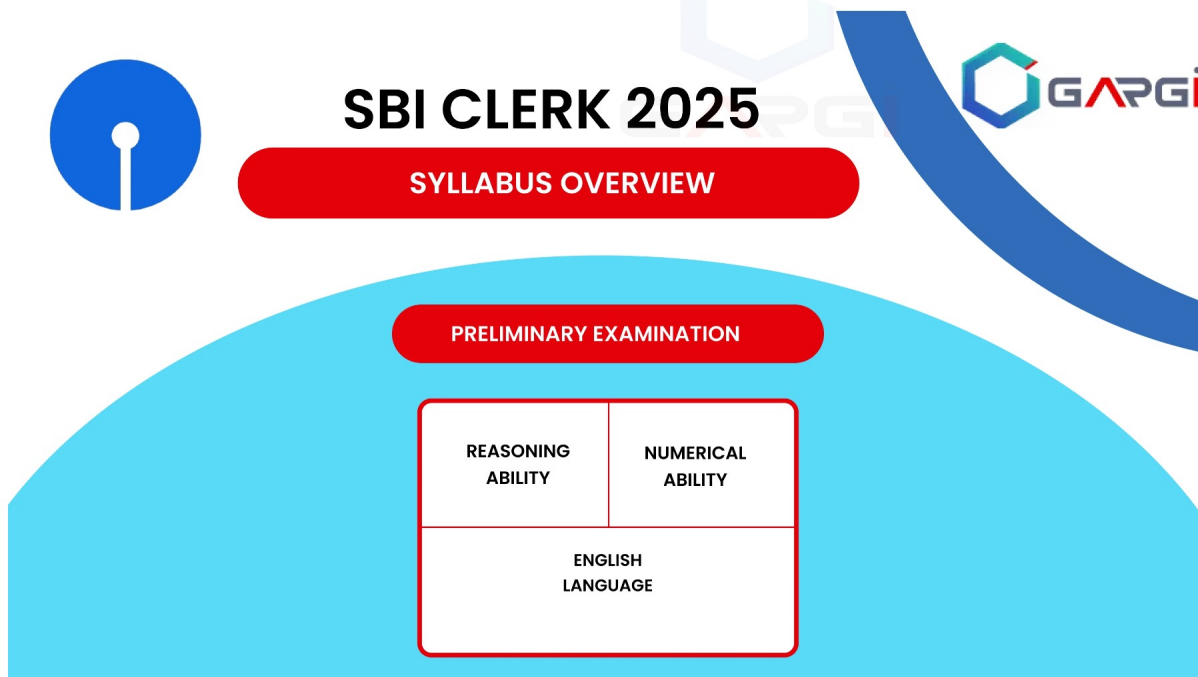 SBI CLERK 2025
GARGI
SYLLABUS OVERVIEW
PRELIMINARY EXAMINATION
REASONING
ABILITY
NUMERICAL
ABILITY
ENGLISH
LANGUAGE